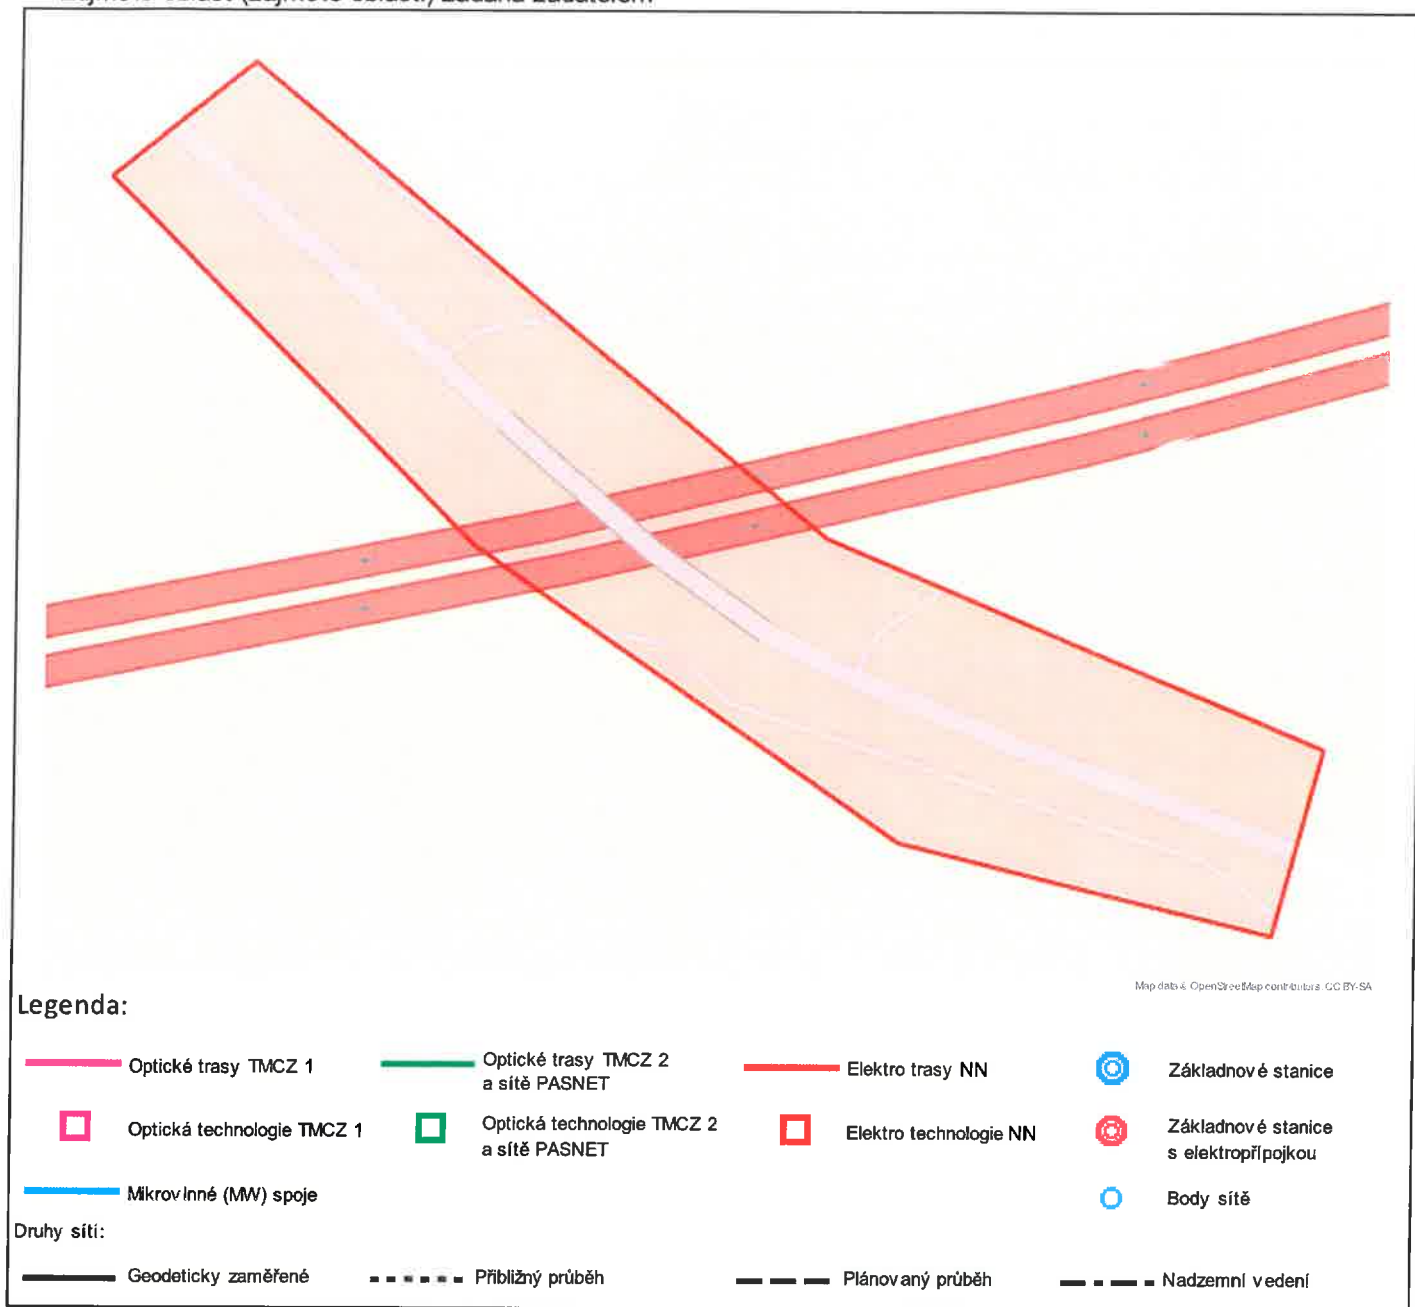 Map data & OpenStreetMap contributors, CC BY-SA
Legenda:
Optické trasy TMCZ 1
Optické trasy TMCZ 2
a sítě PASNET
Elektro trasy NN
Základnové stanice
Optická technologie TMCZ 1
Optická technologie TMCZ 2
a sítě PASNET
Elektro technologie NN
Základnové stanice
s elektropřípojkou
Mikrovlnné (MW) spoje
Body sítě
Druhy sítí:
Geodeticky zaměřené
Přibližný průběh
Plánovaný průběh
Nadzemní vedení